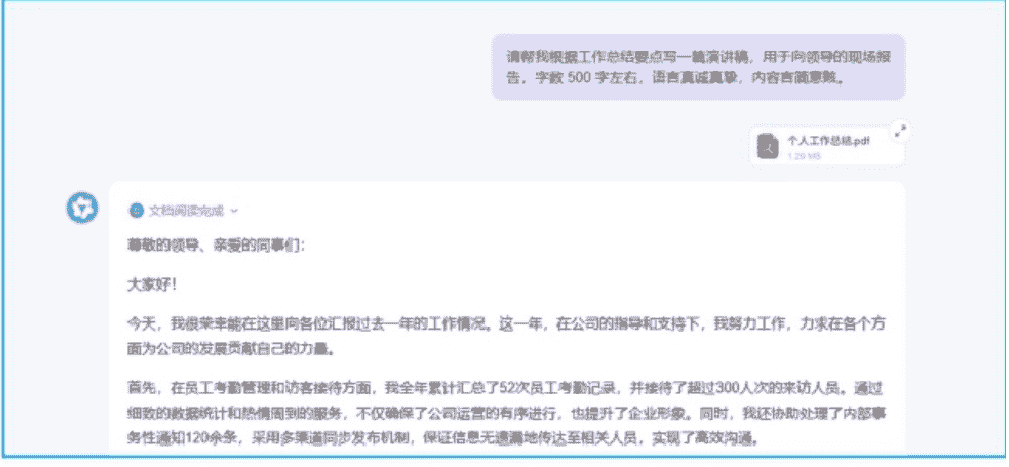 请帮我根据工作总结要点写一篇演讲稿，用于向领导的现场报
告。字数 500 字左右。语言真诚真挚，内容言简意赅。
个人工作总结.pdf
1.29 MB
文档阅读完成
尊敬的领导、亲爱的同事们：
大家好！
今天，我很荣幸能在这里向各位汇报过去一年的工作情况。这一年，在公司的指导和支持下，我努力工作，力求在各个方
面为公司的发展贡献自己的力量。
首先，在员工考勤管理和访客接待方面，我全年累计汇总了52次员工考勤记录，并接待了超过300人次的来访人员。通过
细致的数据统计和热情周到的服务，不仅确保了公司运营的有序进行，也提升了企业形象。同时，我还协助处理了内部事
务性通知120余条，采用多渠道同步发布机制，保证信息无遗漏地传达至相关人员，实现了高效沟通。